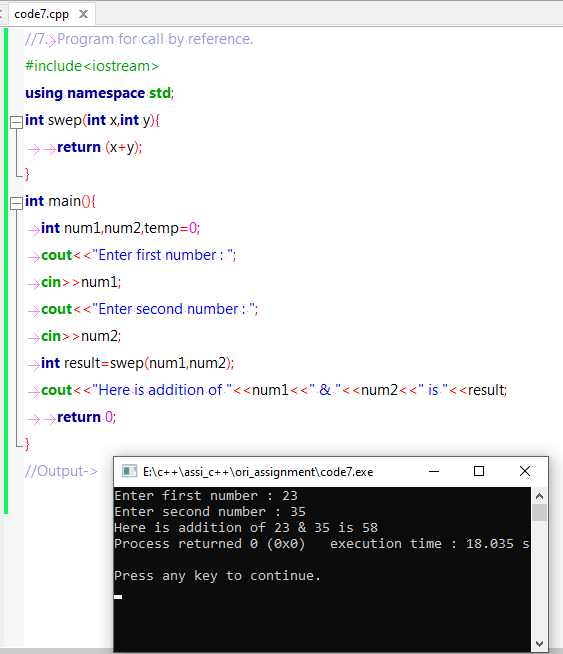 code7.cpp
//7. Program for call by reference.
#include<iostream>
using namespace std;
int swep(int x,int y){
return (x+y);
}
int main(){
int num1,num2,temp=0;
cout<<"Enter first number : ";
cin>>num1;
cout<<"Enter second number : ";
cin>>num2;
int result=swep(num1,num2);
cout<<"Here is addition of "<<num1<<" & "<<num2<<" is "<<result;
return 0;
}
//Output->
E:\c++\assi_c++\ori_assignment\code7.exe
Enter first number : 23
Enter second number : 35
Here is addition of 23 & 35 is 58
Process returned 0 (0x0)   execution time : 18.035 s
Press any key to continue.